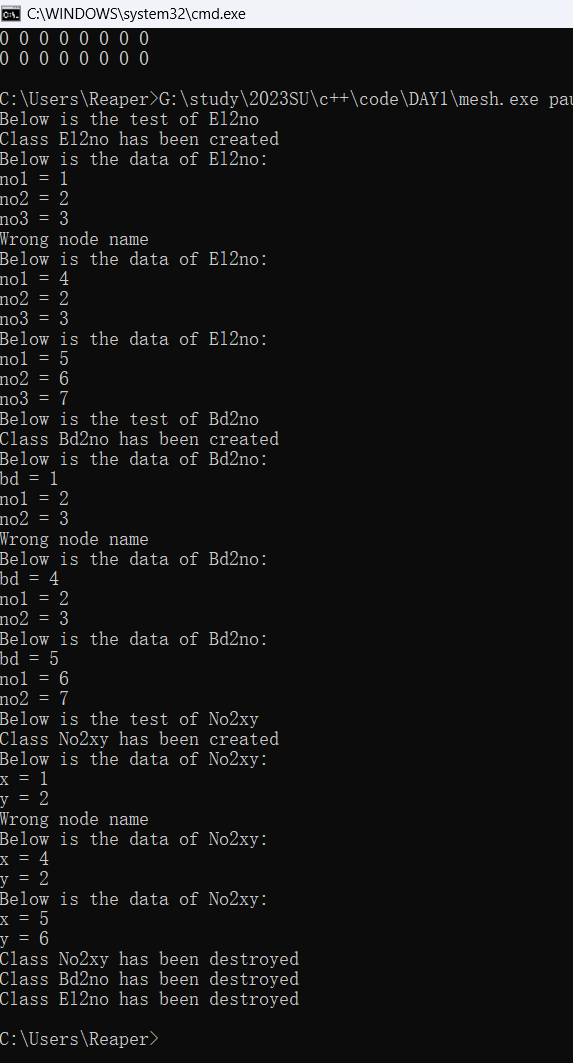 C:\WINDOWS\system32\cmd.exe
0 0 0 0 0 0 0 0
0 0 0 0 0 0 0 0
C:\Users\Reaper>G:\study\2023SU\c++\code\DAY1\mesh.exe pau
Below is the test of El2no
Class El2no has been created
Below is the data of El2no:
no1 = 1
no2 = 2
no3 = 3
Wrong node name
Below is the data of El2no:
no1 = 4
no2 = 2
no3 = 3
Below is the data of El2no:
no1 = 5
no2 = 6
no3 = 7
Below is the test of Bd2no
Class Bd2no has been created
Below is the data of Bd2no:
bd = 1
no1 = 2
no2 = 3
Wrong node name
Below is the data of Bd2no:
bd = 4
no1 = 2
no2 = 3
Below is the data of Bd2no:
bd = 5
no1 = 6
no2 = 7
Below is the test of No2xy
Class No2xy has been created
Below is the data of No2xy:
x = 1
y = 2
Wrong node name
Below is the data of No2xy:
x = 4
y = 2
Below is the data of No2xy:
x = 5
y = 6
Class No2xy has been destroyed
Class Bd2no has been destroyed
Class El2no has been destroyed
C:\Users\Reaper>